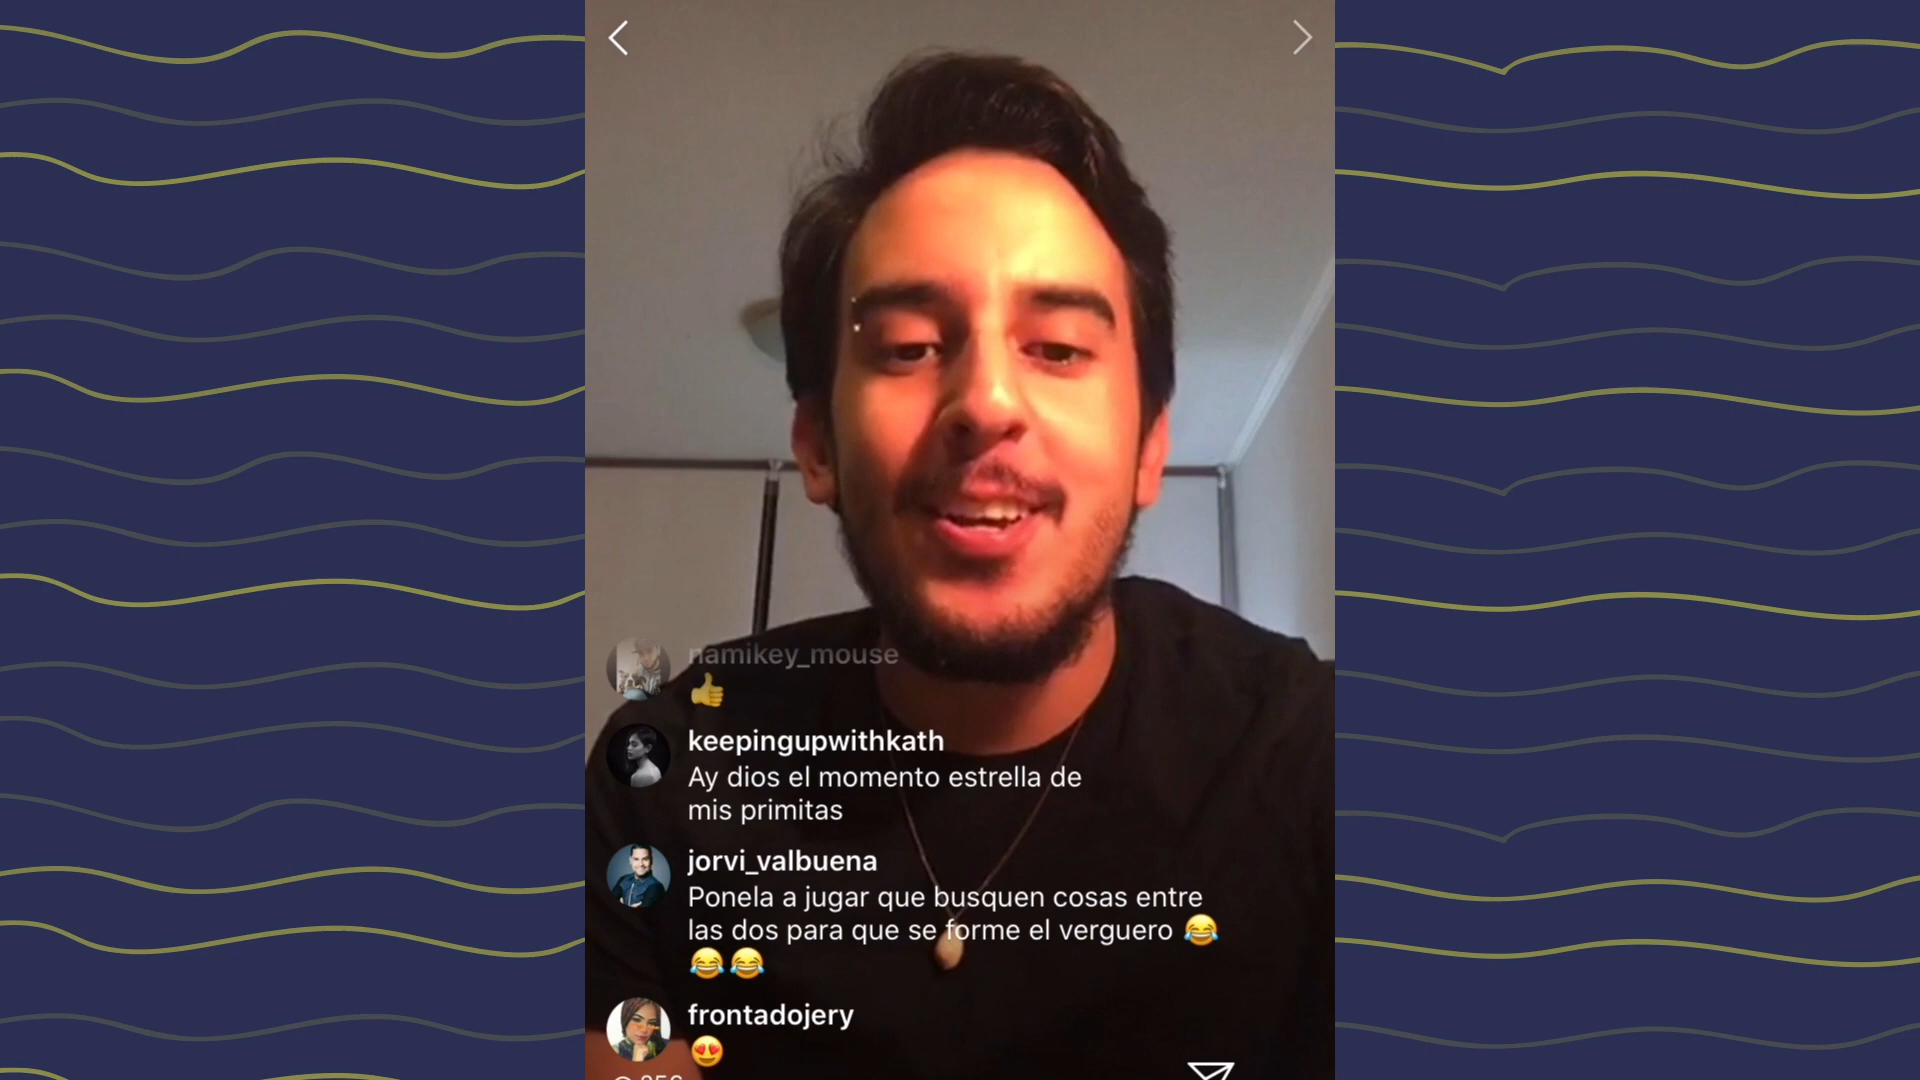 namikey_mouse
👍
keepingupwithkath
Ay dios el momento estrella de
mis primitas
jorvi_valbuena
Ponela a jugar que busquen cosas entre
las dos para que se forme el verguero 😂
😂😂
frontadojery
😍